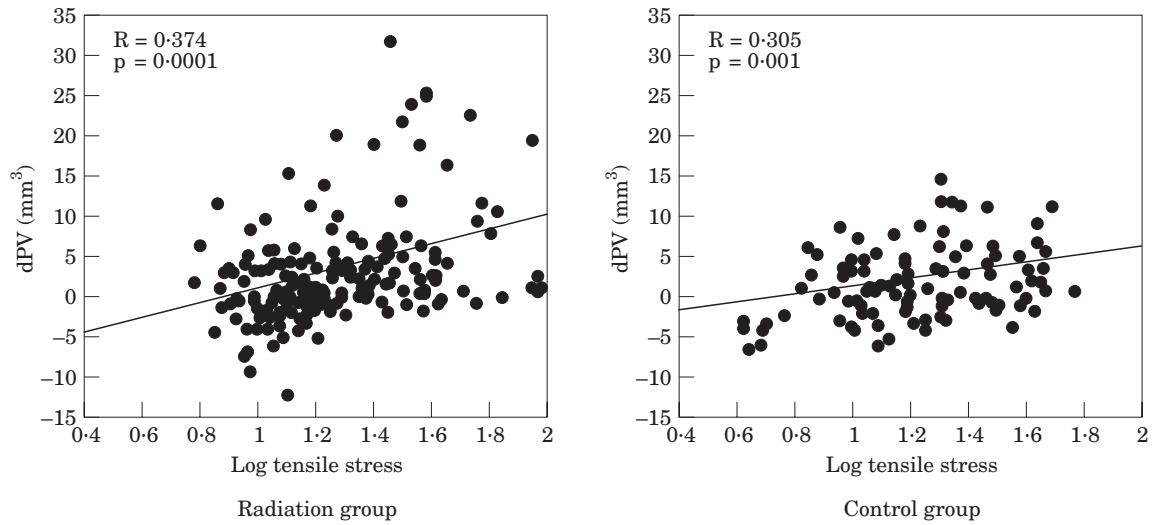 35
30
25
20
15
10
5
0
−5
−10
−15
dPV (mm³)
R = 0·374
p = 0·0001
0·4 0·6 0·8 1 1·2 1·4 1·6 1·8 2
Log tensile stress
Radiation group
35
30
25
20
15
10
5
0
−5
−10
−15
dPV (mm³)
R = 0·305
p = 0·001
0·4 0·6 0·8 1 1·2 1·4 1·6 1·8 2
Log tensile stress
Control group